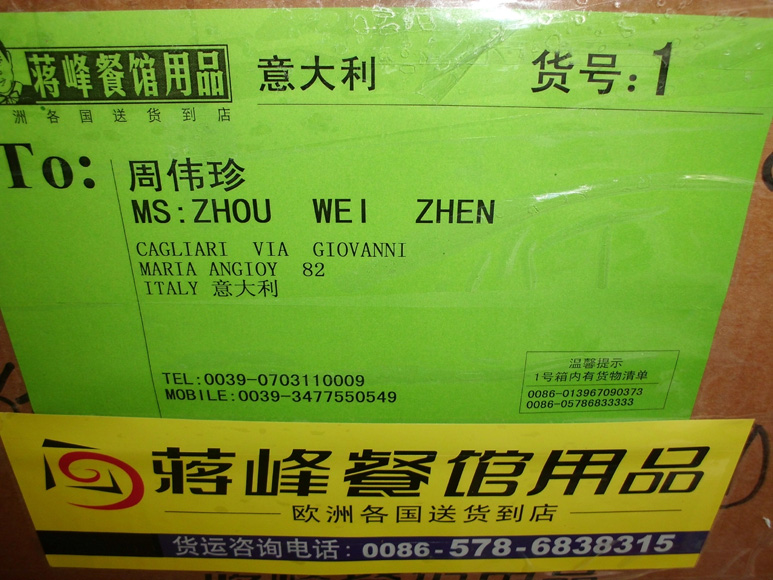 蒋峰餐馆用品
洲各国送货到店
意大利
货号:1
To:
周伟珍
MS:ZHOU WEI ZHEN
CAGLIARI VIA GIOVANNI
MARIA ANGIOY 82
ITALY 意大利
TEL:0039-0703110009
MOBILE:0039-3477550549
温馨提示
1号箱内有货物清单
0086-013967090373
0086-05786833333
蒋峰餐馆用品
欧洲各国送货到店
货运咨询电话:0086-578-6838315